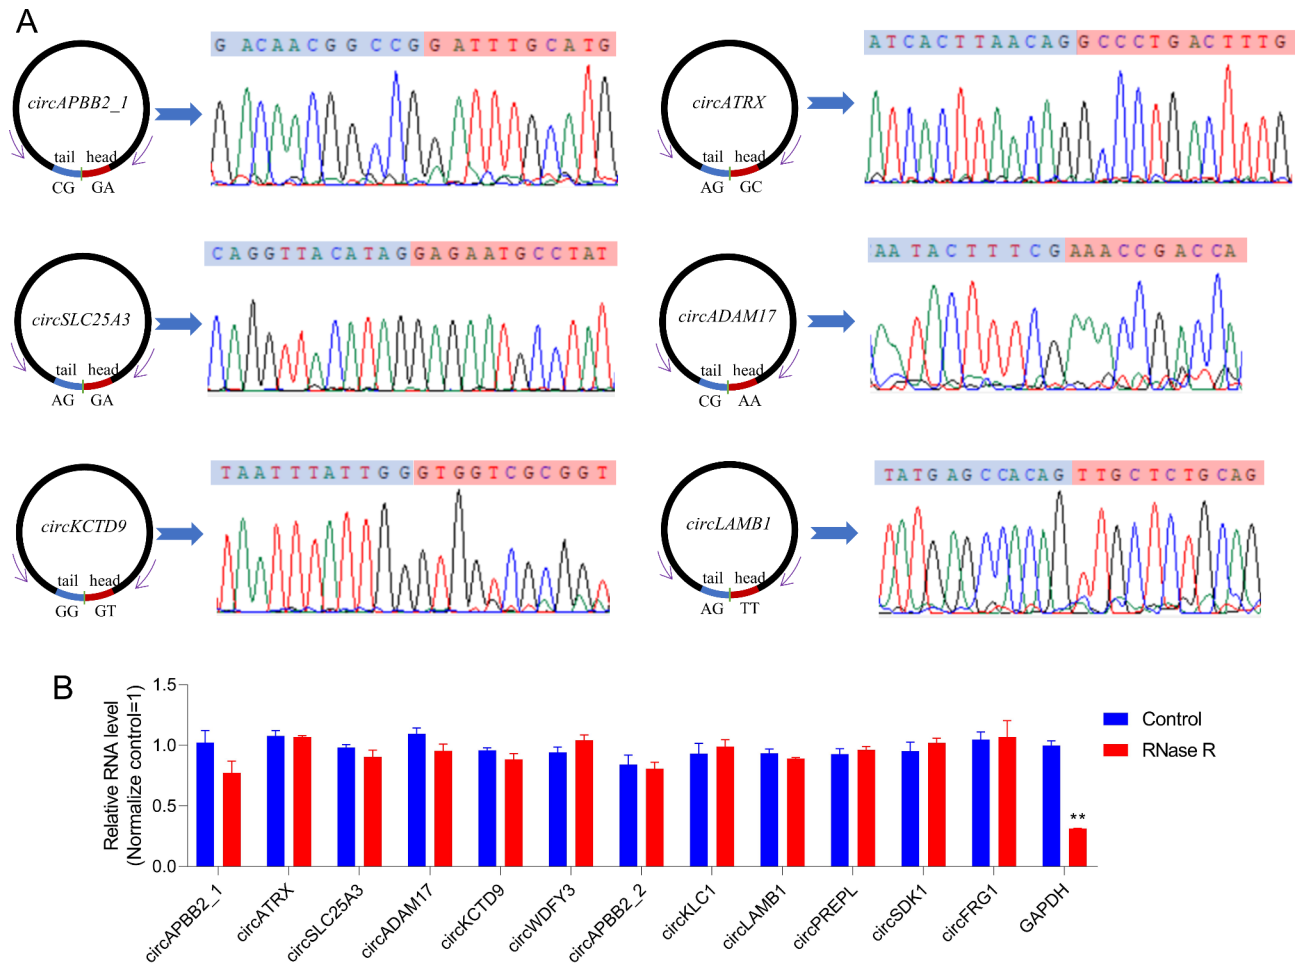 A
G ACAACGGCCG GATTTGCATG
circAPBB2_1
tail head
CG GA
ATCACTTAACAG GCCCTGACTTTG
circATRX
tail head
AG GC
CAGGTTACATAG GAGAATGCCTAT
circSLC25A3
tail head
AG GA
AATACTTTCG AAACCGACCA
circADAM17
tail head
CG AA
TAATTTATTGG GTGGTCGCGGT
circKCTD9
tail head
GG GT
TATGAGCCACAG TTGCTCTGCAG
circLAMB1
tail head
AG TT
B
Relative RNA level
(Normalize control=1)
1.5
1.0
0.5
0.0
**
Control
RNase R
circAPBB2_1
circATRX
circSLC25A3
circADAM17
circKCTD9
circWDFY3
circAPBB2_2
circKLC1
circLAMB1
circPREPL
circSDK1
circFRG1
GAPDH